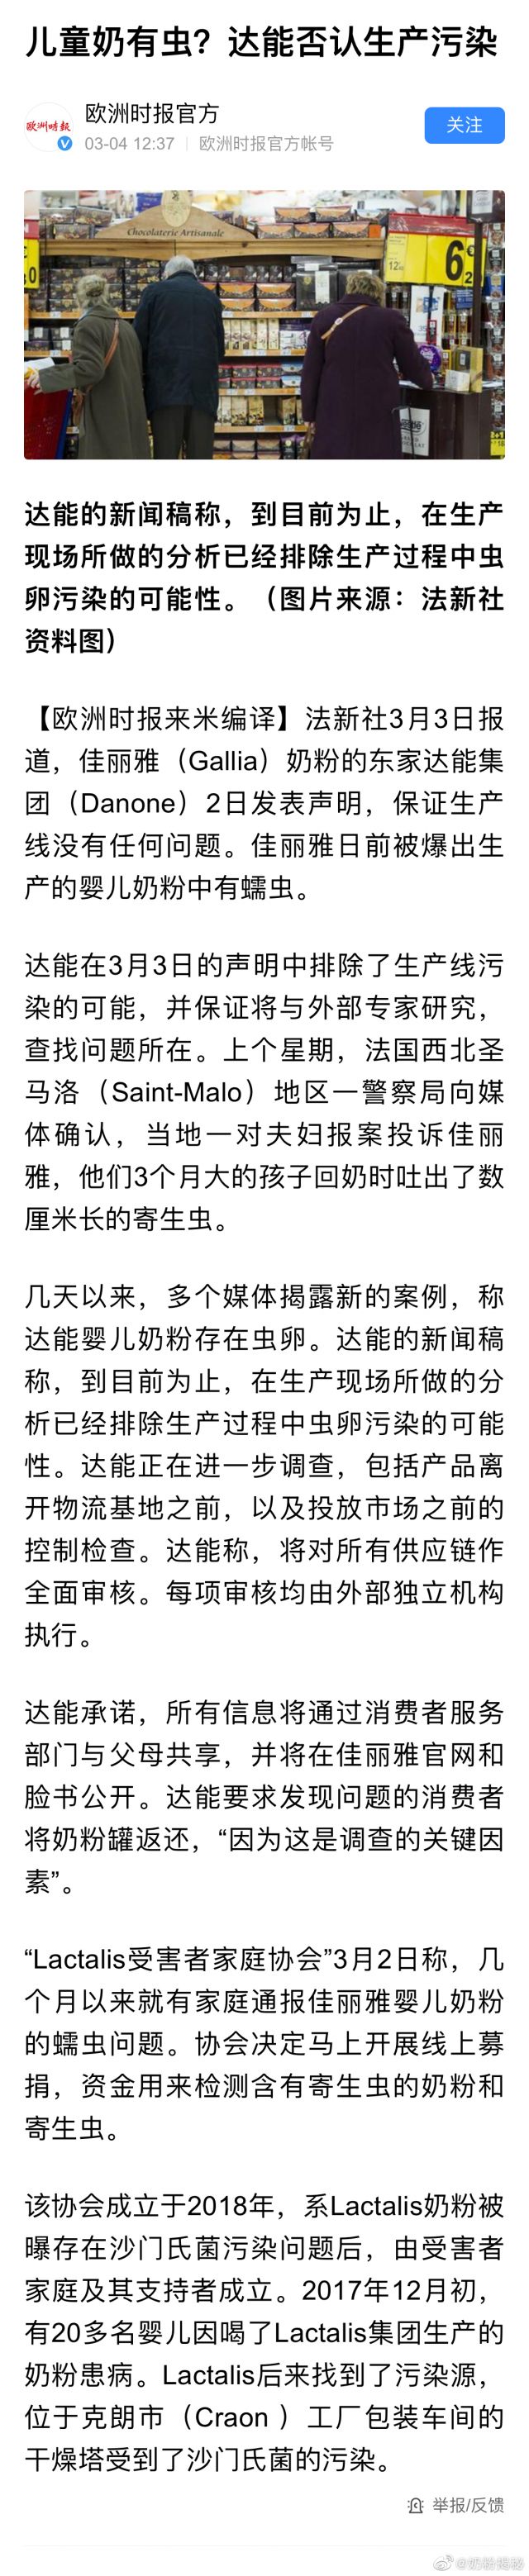 儿童奶有虫？达能否认生产污染
欧洲时报
欧洲时报官方
03-04 12:37 | 欧洲时报官方帐号
关注
Chocolaterie Artisanale
6
达能的新闻稿称，到目前为止，在生产
现场所做的分析已经排除生产过程中虫
卵污染的可能性。（图片来源：法新社
资料图）
【欧洲时报来米编译】法新社3月3日报
道，佳丽雅（Gallia）奶粉的东家达能集
团（Danone）2日发表声明，保证生产
线没有任何问题。佳丽雅日前被爆出生
产的婴儿奶粉中有蠕虫。
达能在3月3日的声明中排除了生产线污
染的可能，并保证将与外部专家研究，
查找问题所在。上个星期，法国西北圣
马洛（Saint-Malo）地区一警察局向媒
体确认，当地一对夫妇报案投诉佳丽
雅，他们3个月大的孩子回奶时吐出了数
厘米长的寄生虫。
几天以来，多个媒体揭露新的案例，称
达能婴儿奶粉存在虫卵。达能的新闻稿
称，到目前为止，在生产现场所做的分
析已经排除生产过程中虫卵污染的可能
性。达能正在进一步调查，包括产品离
开物流基地之前，以及投放市场之前的
控制检查。达能称，将对所有供应链作
全面审核。每项审核均由外部独立机构
执行。
达能承诺，所有信息将通过消费者服务
部门与父母共享，并将在佳丽雅官网和
脸书公开。达能要求发现问题的消费者
将奶粉罐返还，“因为这是调查的关键因
素”。
“Lactalis受害者家庭协会”3月2日称，几
个月以来就有家庭通报佳丽雅婴儿奶粉
的蠕虫问题。协会决定马上开展线上募
捐，资金用来检测含有寄生虫的奶粉和
寄生虫。
该协会成立于2018年，系Lactalis奶粉被
曝存在沙门氏菌污染问题后，由受害者
家庭及其支持者成立。2017年12月初，
有20多名婴儿因喝了Lactalis集团生产的
奶粉患病。Lactalis后来找到了污染源，
位于克朗市（Craon ）工厂包装车间的
干燥塔受到了沙门氏菌的污染。
举报/反馈